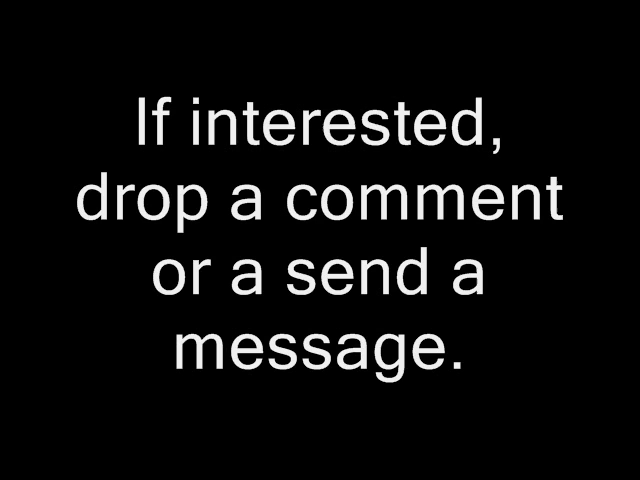 If interested,
drop a comment
or a send a
message.